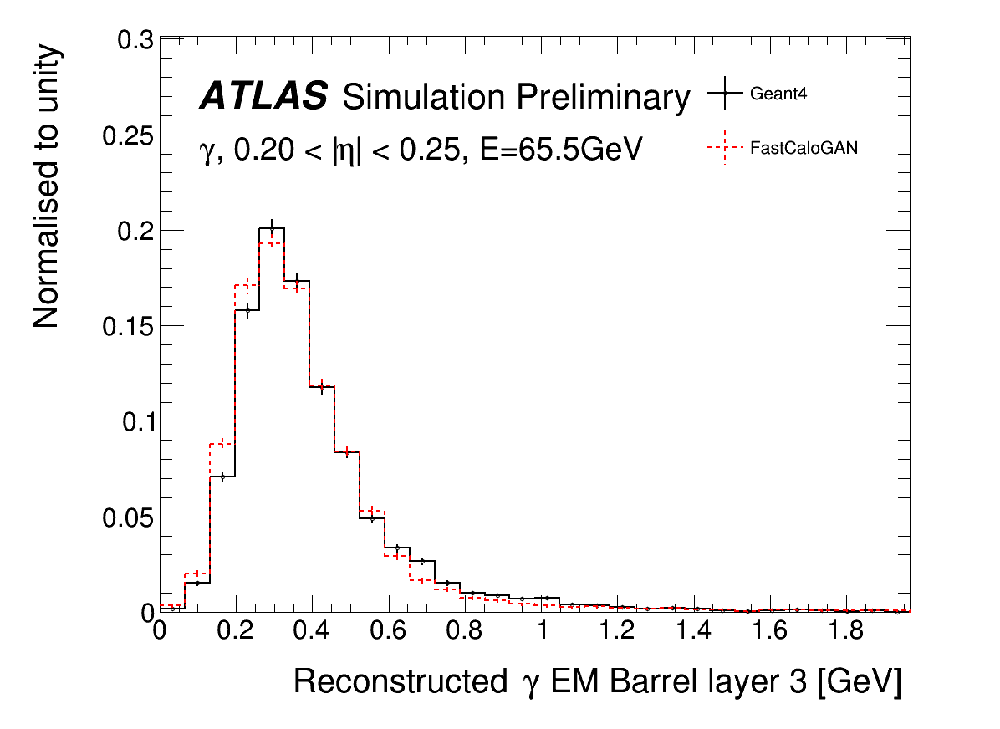 Normalised to unity
0.3
0.25
0.2
0.15
0.1
0.05
0
ATLAS Simulation Preliminary
γ, 0.20 < |η| < 0.25, E=65.5GeV
Geant4
FastCaloGAN
0 0.2 0.4 0.6 0.8 1 1.2 1.4 1.6 1.8
Reconstructed γ EM Barrel layer 3 [GeV]